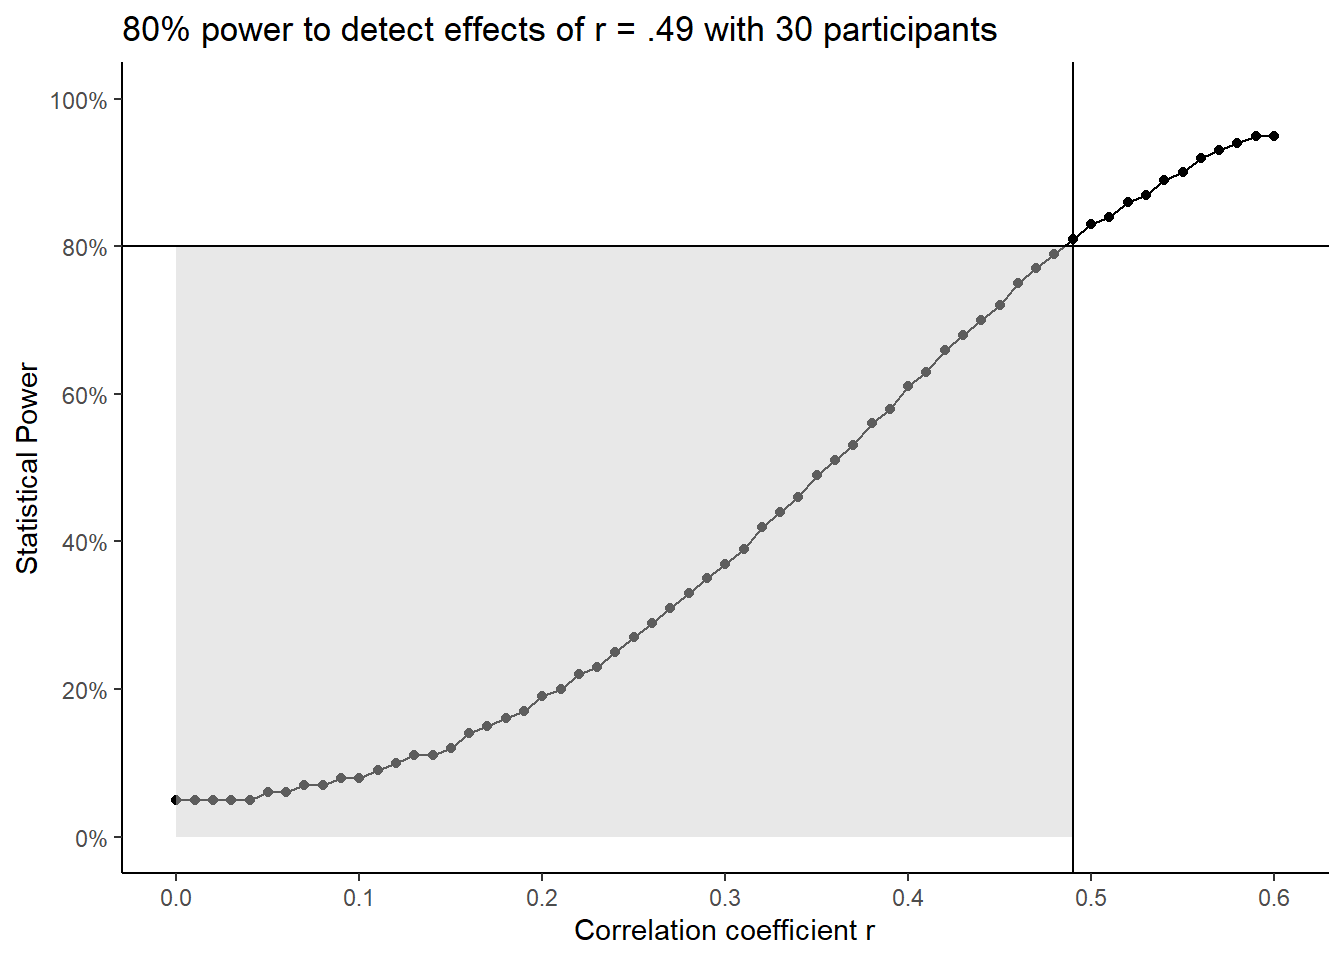 80% power to detect effects of r = .49 with 30 participants
100%
80%
60%
40%
20%
0%
Statistical Power
0.0 0.1 0.2 0.3 0.4 0.5 0.6
Correlation coefficient r